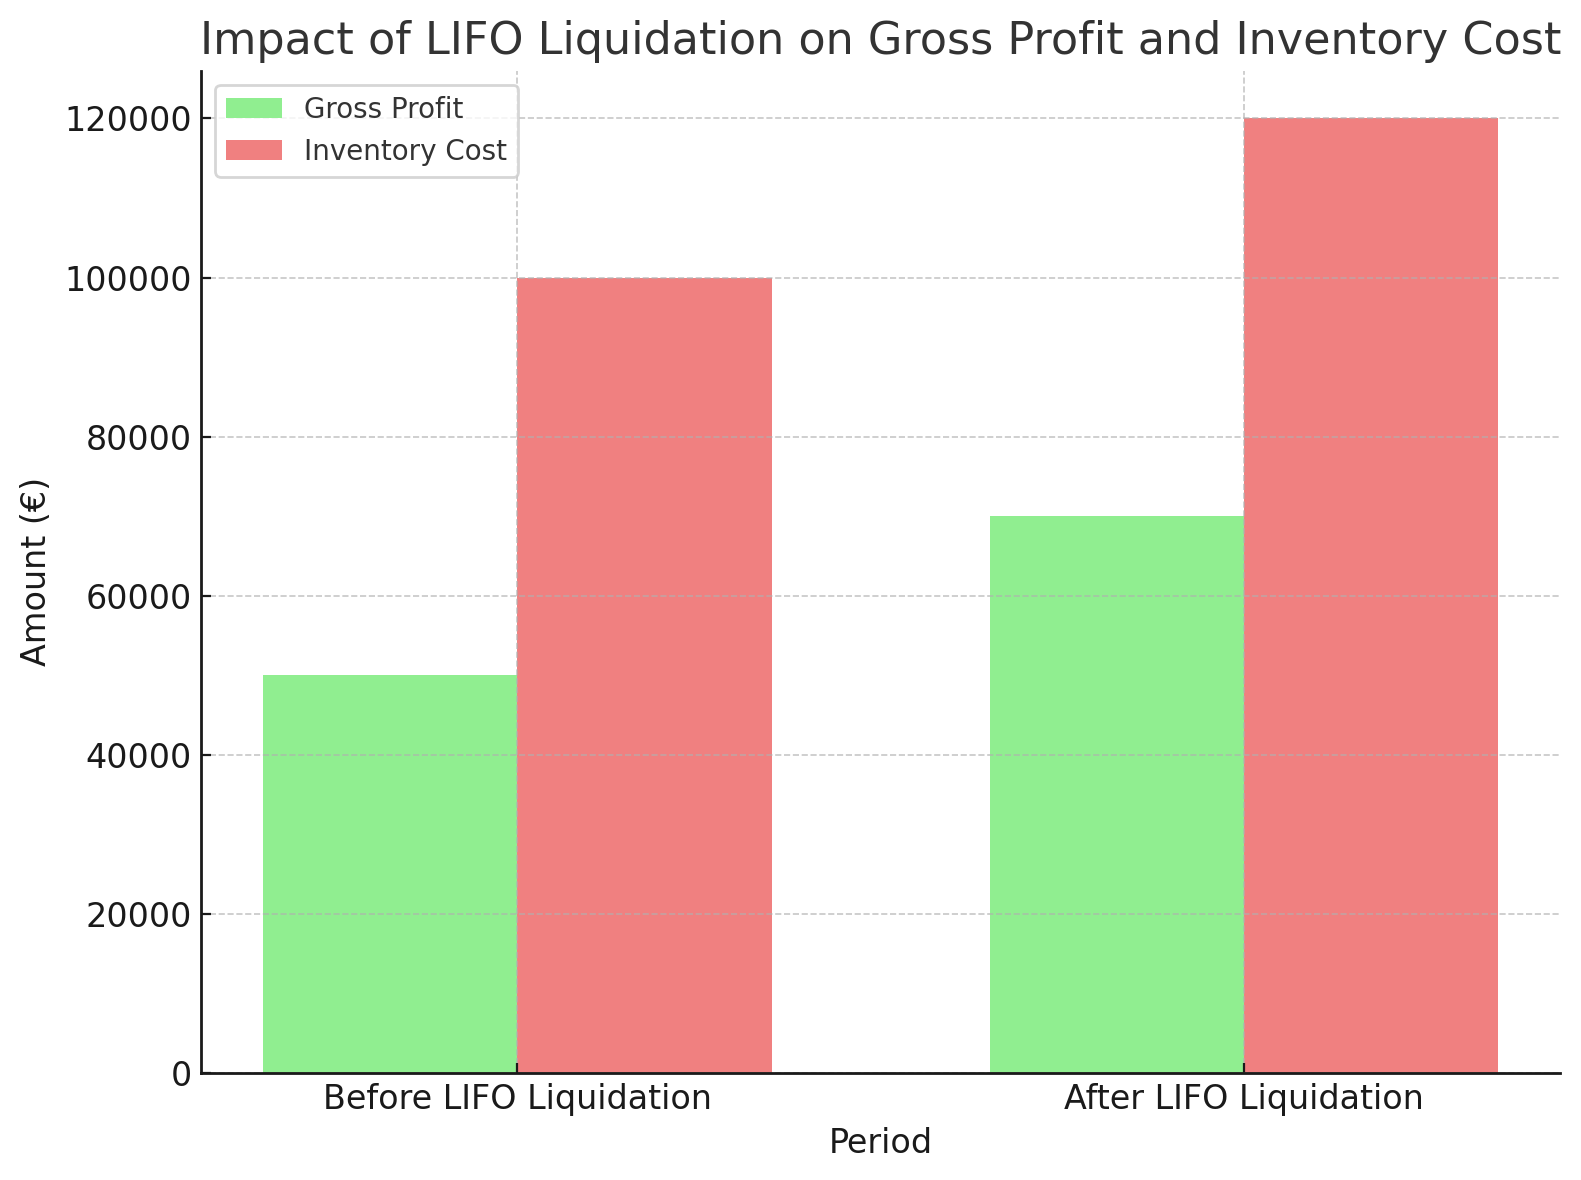 Impact of LIFO Liquidation on Gross Profit and Inventory Cost
Gross Profit
Inventory Cost
120000
100000
80000
60000
40000
20000
0
Amount (€)
Before LIFO Liquidation
After LIFO Liquidation
Period